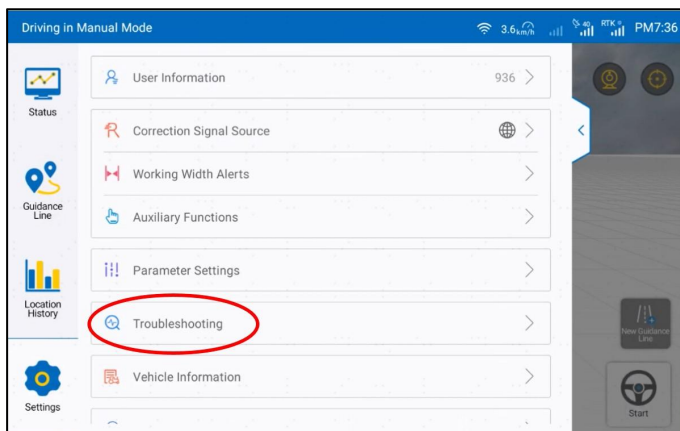 Driving in Manual Mode
3.6km/h
40
RTK
PM7:36
Status
Guidance
Line
Location
History
Settings
User Information
936
Correction Signal Source
Working Width Alerts
Auxiliary Functions
Parameter Settings
Troubleshooting
Vehicle Information
New Guidance
Line
Start